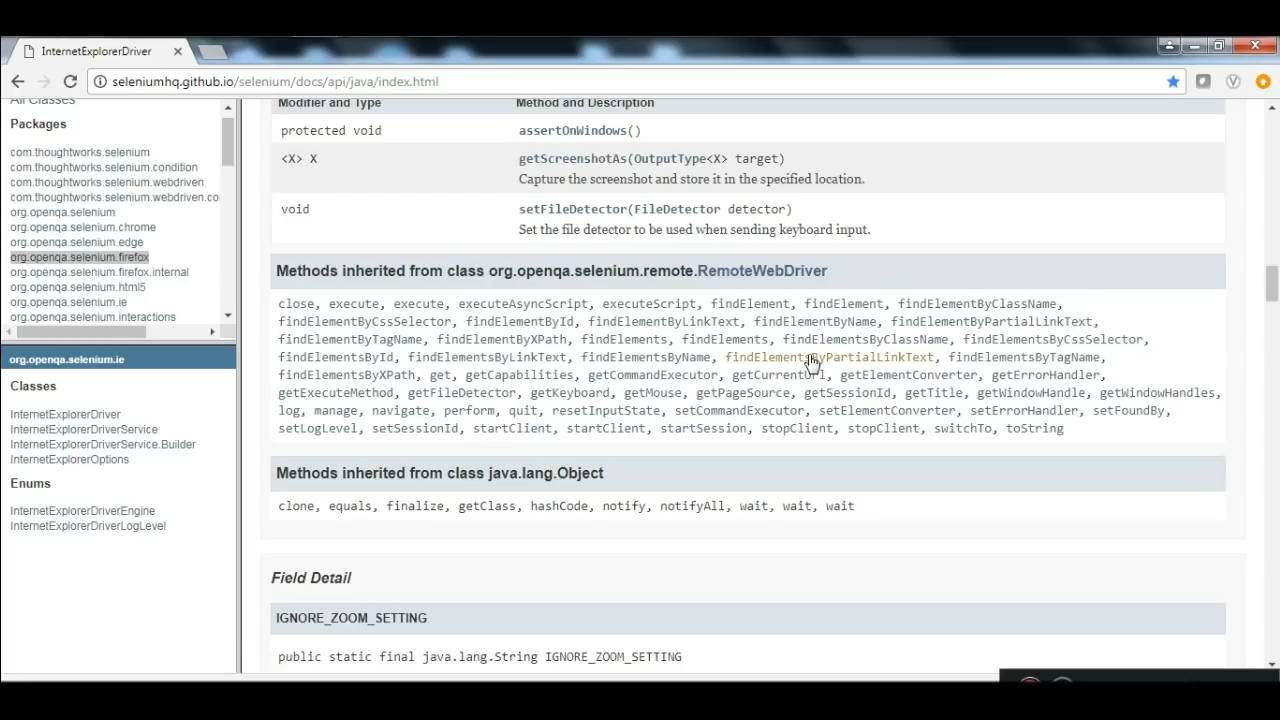 InternetExplorerDriver
seleniumhq.github.io/selenium/docs/api/java/index.html
All Classes
Packages
com.thoughtworks.selenium
com.thoughtworks.selenium.condition
com.thoughtworks.selenium.webdriven
com.thoughtworks.selenium.webdriven.co
org.openqa.selenium
org.openqa.selenium.chrome
org.openqa.selenium.edge
org.openqa.selenium.firefox
org.openqa.selenium.firefox.internal
org.openqa.selenium.html5
org.openqa.selenium.ie
org.openqa.selenium.interactions
org.openqa.selenium.ie
Classes
InternetExplorerDriver
InternetExplorerDriverService
InternetExplorerDriverService.Builder
InternetExplorerOptions
Enums
InternetExplorerDriverEngine
InternetExplorerDriverLogLevel
Modifier and Type Method and Description
protected void assertOnWindows()
<X> X getScreenshotAs(OutputType<X> target)
Capture the screenshot and store it in the specified location.
void setFileDetector(FileDetector detector)
Set the file detector to be used when sending keyboard input.
Methods inherited from class org.openqa.selenium.remote.RemoteWebDriver
close, execute, execute, executeAsyncScript, executeScript, findElement, findElement, findElementByClassName,
findElementByCssSelector, findElementById, findElementByLinkText, findElementByName, findElementByPartialLinkText,
findElementByTagName, findElementByXPath, findElements, findElements, findElementsByClassName, findElementsByCssSelector,
findElementsById, findElementsByLinkText, findElementsByName, findElementsByPartialLinkText, findElementsByTagName,
findElementsByXPath, get, getCapabilities, getCommandExecutor, getCurrentUrl, getElementConverter, getErrorHandler,
getExecuteMethod, getFileDetector, getKeyboard, getMouse, getPageSource, getSessionId, getTitle, getWindowHandle, getWindowHandles,
log, manage, navigate, perform, quit, resetInputState, setCommandExecutor, setElementConverter, setErrorHandler, setFoundBy,
setLogLevel, setSessionId, startClient, startClient, startSession, stopClient, stopClient, switchTo, toString
Methods inherited from class java.lang.Object
clone, equals, finalize, getClass, hashCode, notify, notifyAll, wait, wait, wait
Field Detail
IGNORE_ZOOM_SETTING
public static final java.lang.String IGNORE_ZOOM_SETTING